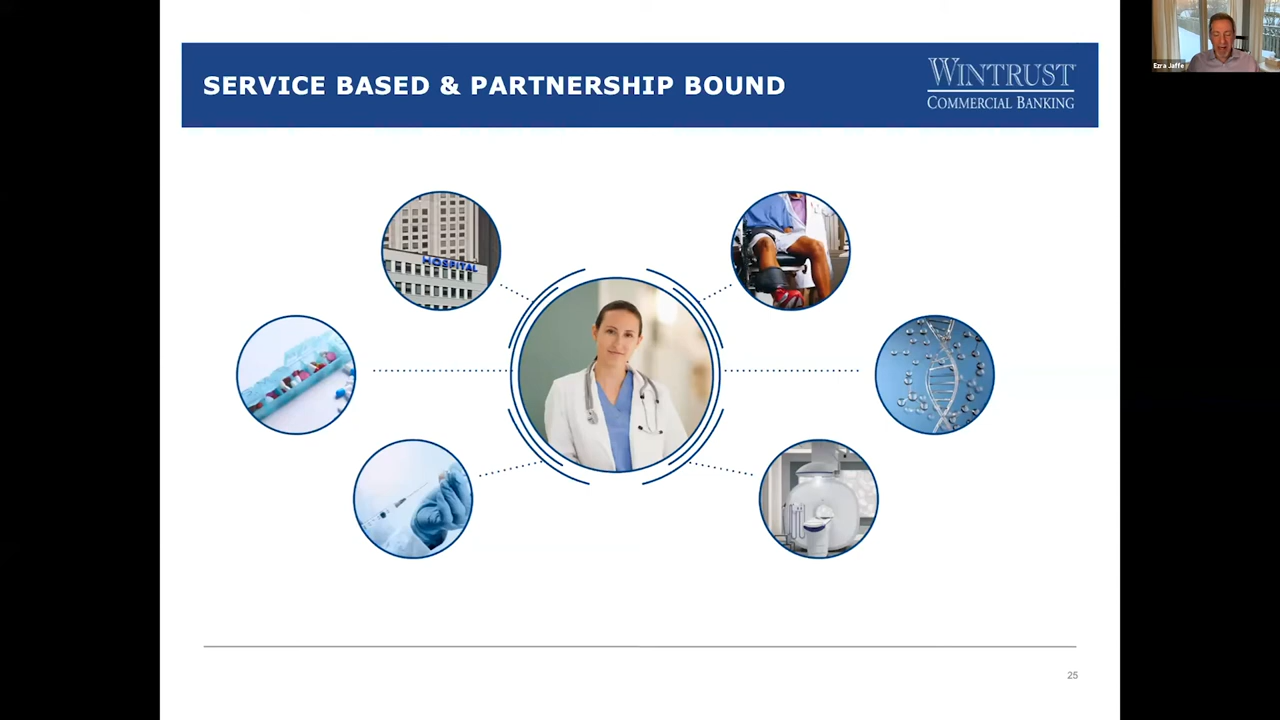 SERVICE BASED & PARTNERSHIP BOUND
WINTRUST
COMMERCIAL BANKING
Ezra Jaffe
HOSPITAL
25